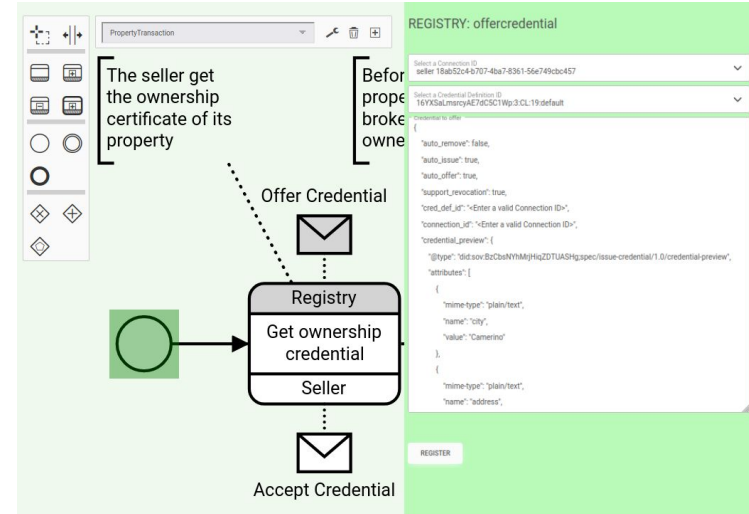 PropertyTransaction
The seller get
the ownership
certificate of its
property
Befor
prope
broke
owne
Offer Credential
Registry
Get ownership
credential
Seller
Accept Credential
REGISTRY: offercredential
Select a Connection ID
seller 18ab52c4-b707-4ba7-8361-56e749cbc457
Select a Credential Definition ID
16YXSaLmsrcyAE7dC5C1Wp:3:CL:19:default
Credential to offer
{
"auto_remove": false,
"auto_issue": true,
"auto_offer": true,
"support_revocation": true,
"cred_def_id": "<Enter a valid Connection ID>",
"connection_id": "<Enter a valid Connection ID>",
"credential_preview": {
"@type": "did:sov:BzCbsNYhMrjHiqZDTUASHg;spec/issue-credential/1.0/credential-preview",
"attributes": [
{
"mime-type": "plain/text",
"name": "city",
"value": "Camerino"
},
{
"mime-type": "plain/text",
"name": "address",
REGISTER